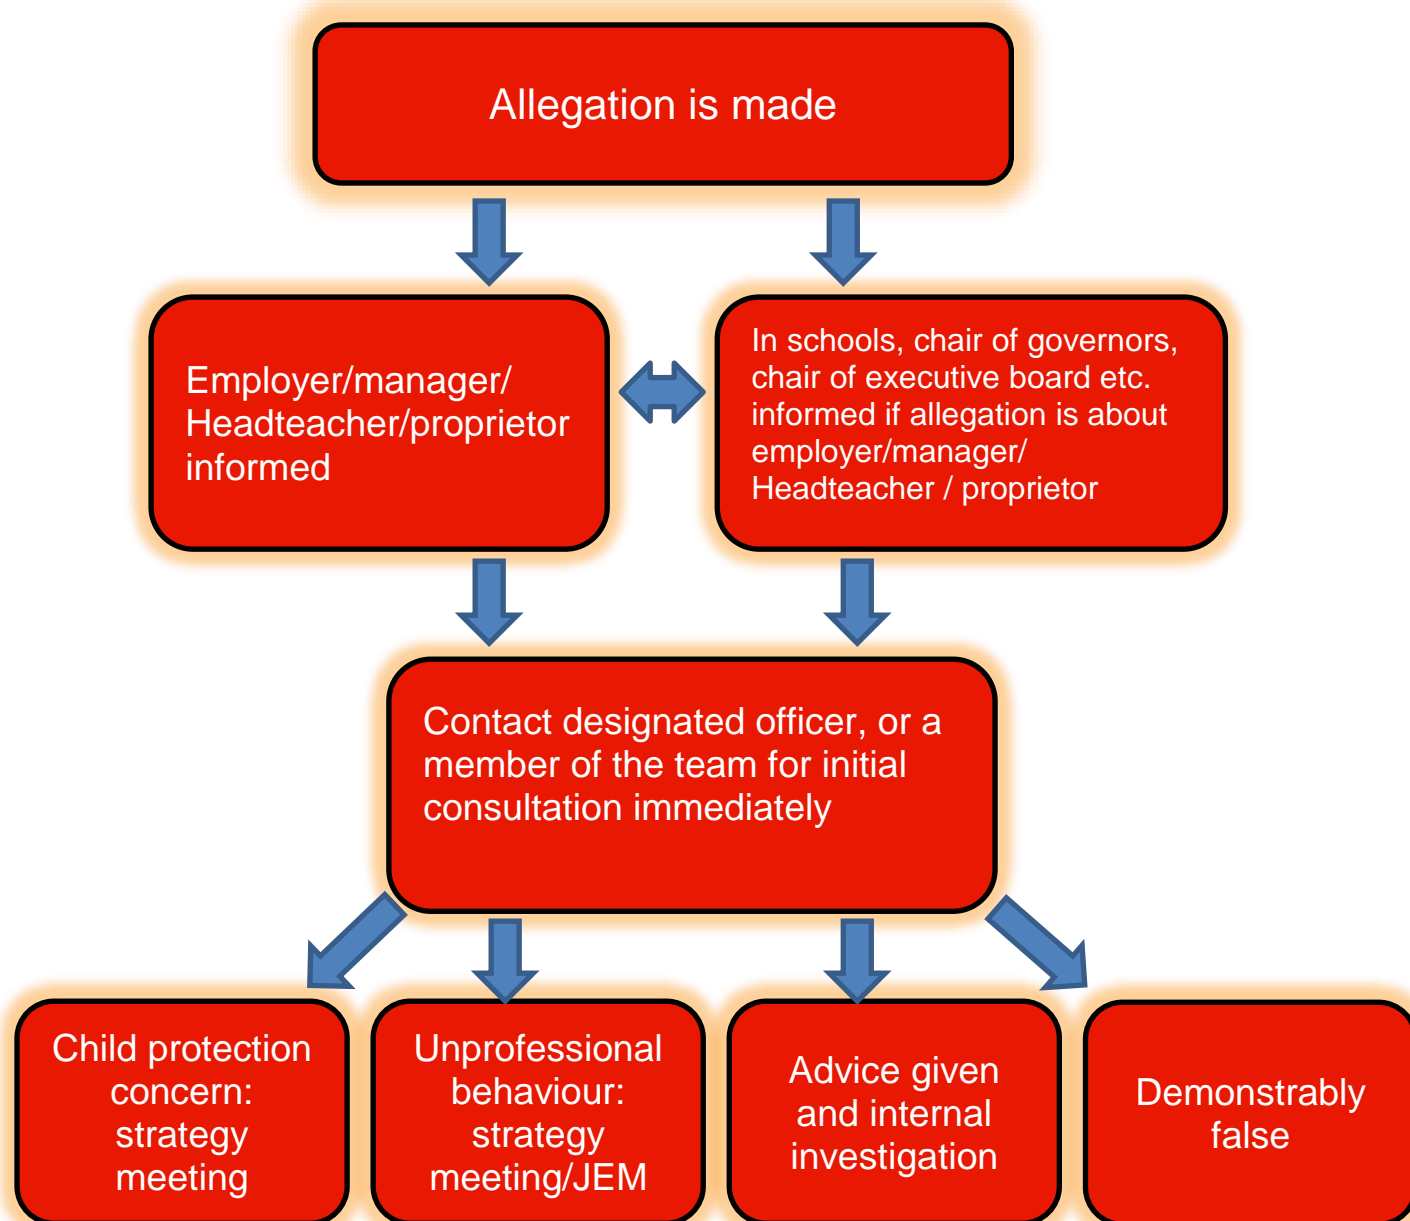 Allegation is made
Employer/manager/
Headteacher/proprietor
informed
In schools, chair of governors,
chair of executive board etc.
informed if allegation is about
employer/manager/
Headteacher / proprietor
Contact designated officer, or a
member of the team for initial
consultation immediately
Child protection
concern:
strategy
meeting
Unprofessional
behaviour:
strategy
meeting/JEM
Advice given
and internal
investigation
Demonstrably
false